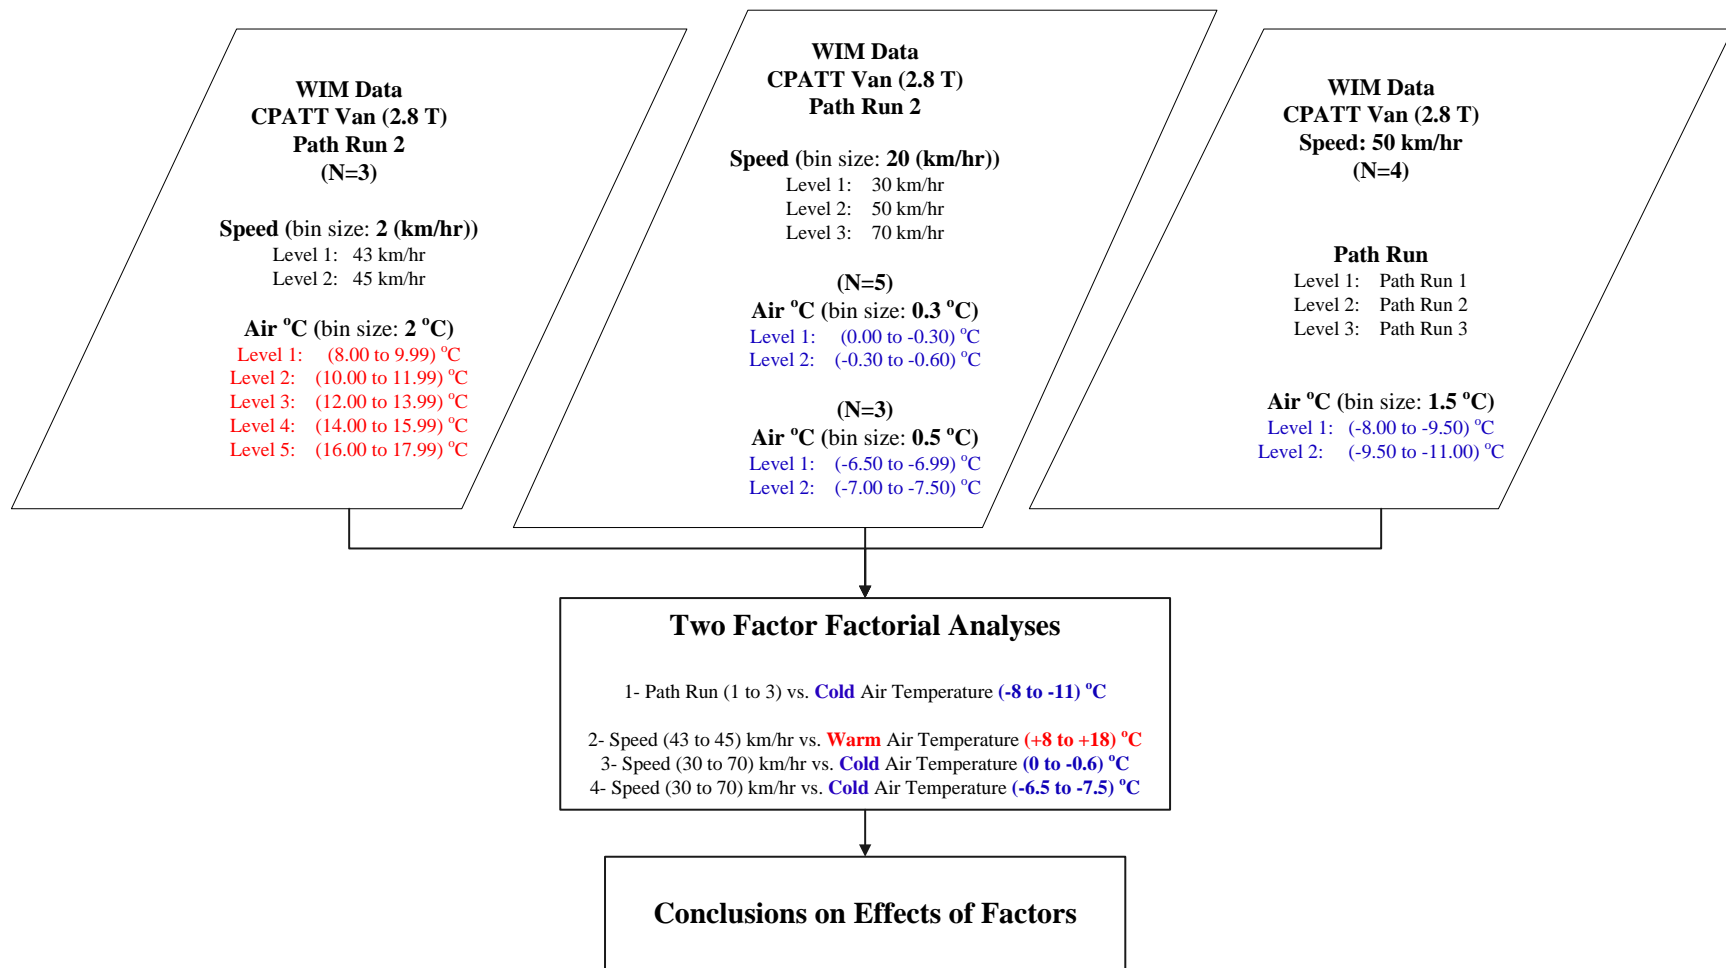 WIM Data
CPATT Van (2.8 T)
Path Run 2
(N=3)
Speed (bin size: 2 (km/hr))
Level 1: 43 km/hr
Level 2: 45 km/hr
Air °C (bin size: 2 °C)
Level 1: (8.00 to 9.99) °C
Level 2: (10.00 to 11.99) °C
Level 3: (12.00 to 13.99) °C
Level 4: (14.00 to 15.99) °C
Level 5: (16.00 to 17.99) °C
WIM Data
CPATT Van (2.8 T)
Path Run 2
Speed (bin size: 20 (km/hr))
Level 1: 30 km/hr
Level 2: 50 km/hr
Level 3: 70 km/hr
(N=5)
Air °C (bin size: 0.3 °C)
Level 1: (0.00 to -0.30) °C
Level 2: (-0.30 to -0.60) °C
(N=3)
Air °C (bin size: 0.5 °C)
Level 1: (-6.50 to -6.99) °C
Level 2: (-7.00 to -7.50) °C
WIM Data
CPATT Van (2.8 T)
Speed: 50 km/hr
(N=4)
Path Run
Level 1: Path Run 1
Level 2: Path Run 2
Level 3: Path Run 3
Air °C (bin size: 1.5 °C)
Level 1: (-8.00 to -9.50) °C
Level 2: (-9.50 to -11.00) °C
Two Factor Factorial Analyses
1- Path Run (1 to 3) vs. Cold Air Temperature (-8 to -11) °C
2- Speed (43 to 45) km/hr vs. Warm Air Temperature (+8 to +18) °C
3- Speed (30 to 70) km/hr vs. Cold Air Temperature (0 to -0.6) °C
4- Speed (30 to 70) km/hr vs. Cold Air Temperature (-6.5 to -7.5) °C
Conclusions on Effects of Factors